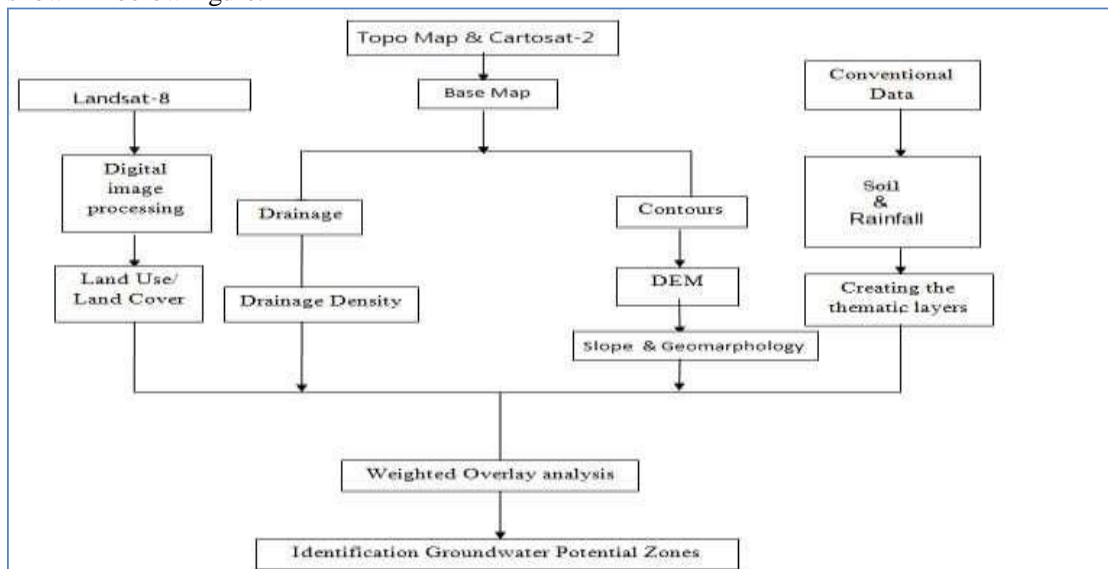 Topo Map & Cartosat-2
Landsat-8
Base Map
Conventional
Data
Digital
image
processing
Drainage
Contours
Soil
&
Rainfall
Land Use/
Land Cover
Drainage Density
DEM
Creating the
thematic layers
Slope & Geomarphology
Weighted Overlay analysis
Identification Groundwater Potential Zones